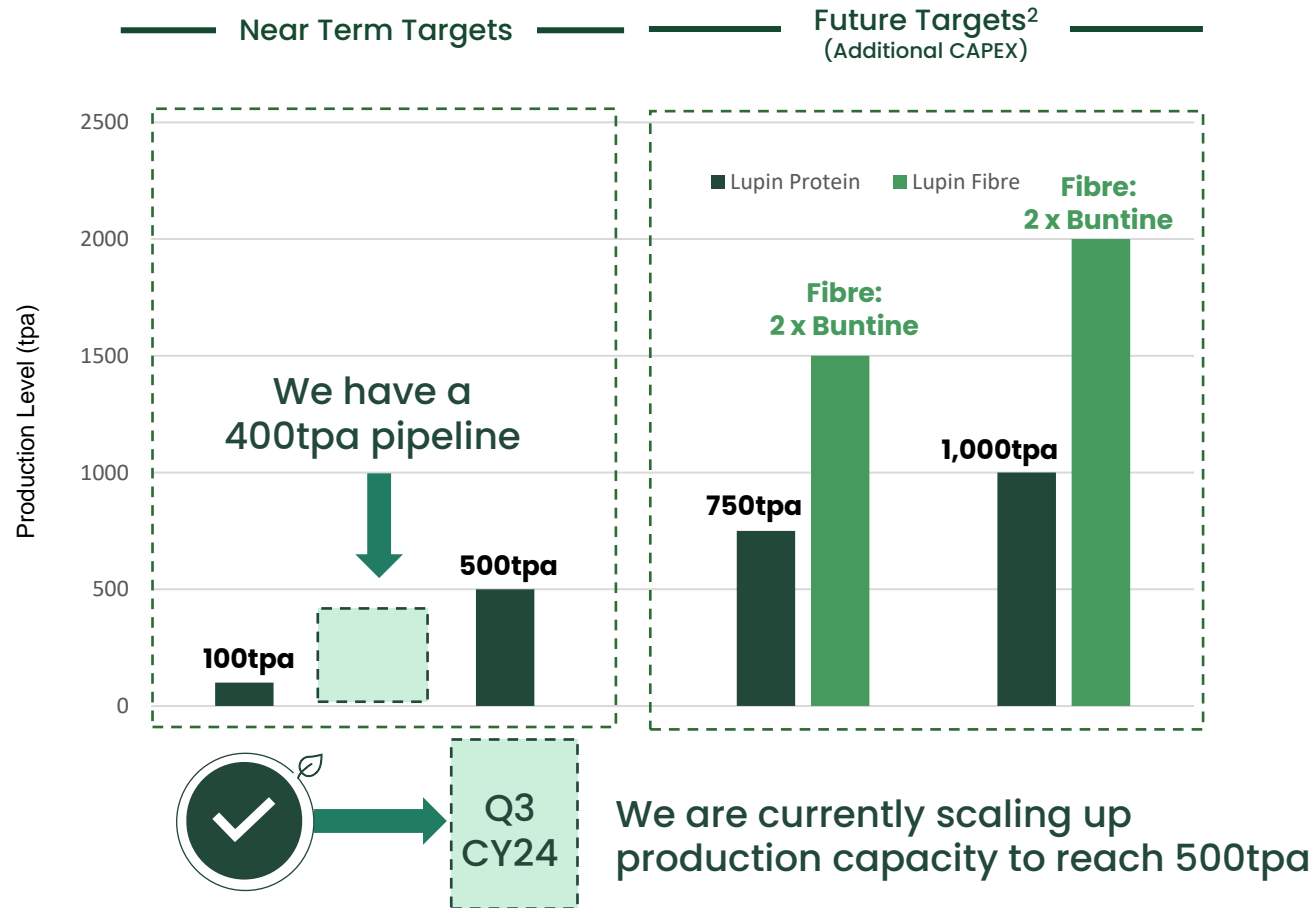 Near Term Targets
Future Targets²
(Additional CAPEX)
Production Level (tpa)
2500
2000
1500
1000
500
0
Lupin Protein
Lupin Fibre
We have a
400tpa pipeline
100tpa
500tpa
750tpa
Fibre:
2 x Buntine
1,000tpa
Fibre:
2 x Buntine
Q3
CY24
We are currently scaling up
production capacity to reach 500tpa